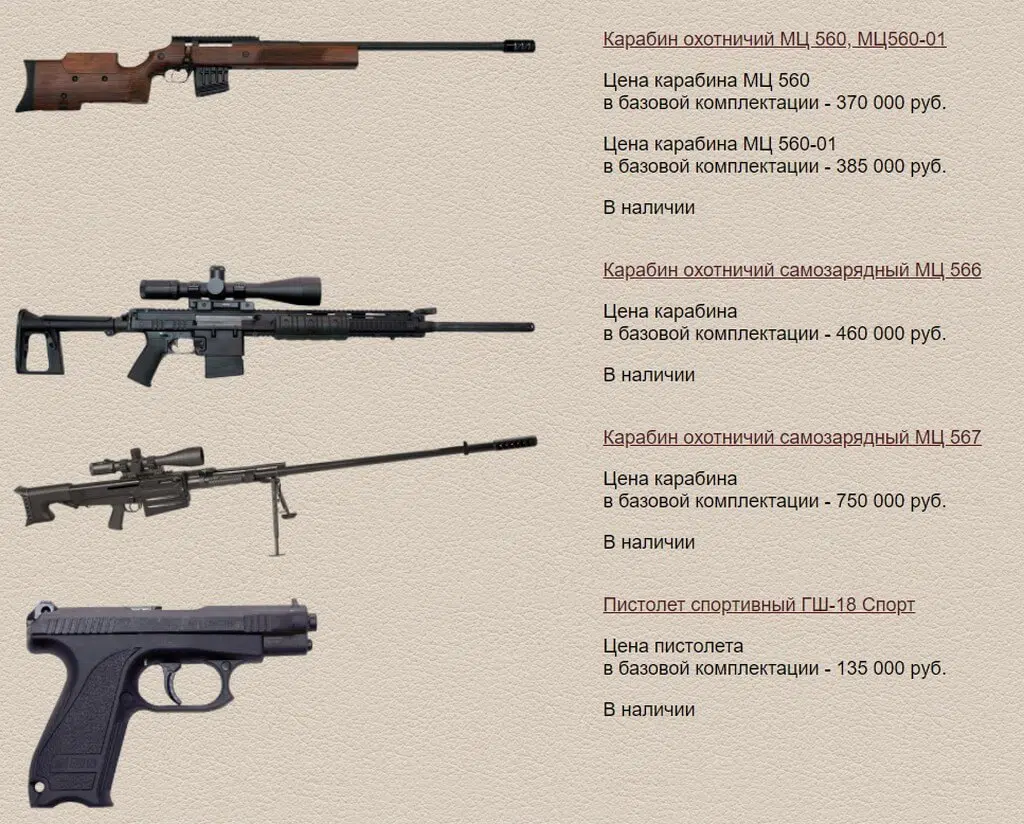 Карабин охотничий МЦ 560, МЦ560-01
Цена карабина МЦ 560
в базовой комплектации - 370 000 руб.
Цена карабина МЦ 560-01
в базовой комплектации - 385 000 руб.
В наличии
Карабин охотничий самозарядный МЦ 566
Цена карабина
в базовой комплектации - 460 000 руб.
В наличии
Карабин охотничий самозарядный МЦ 567
Цена карабина
в базовой комплектации - 750 000 руб.
В наличии
Пистолет спортивный ГШ-18 Спорт
Цена пистолета
в базовой комплектации - 135 000 руб.
В наличии